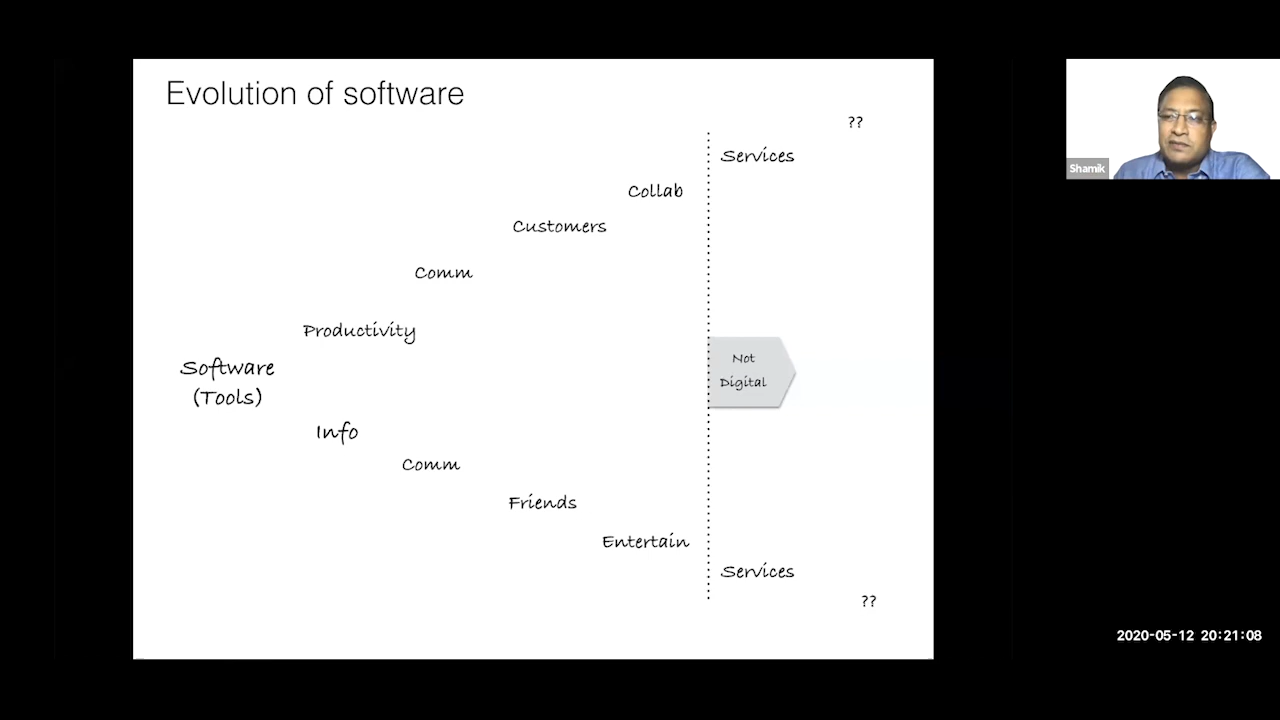 Evolution of software
??
Services
Collab
Customers
Comm
Productivity
Software
(Tools)
Not
Digital
Info
Comm
Friends
Entertain
Services
??
Shamik
2020-05-12 20:21:08